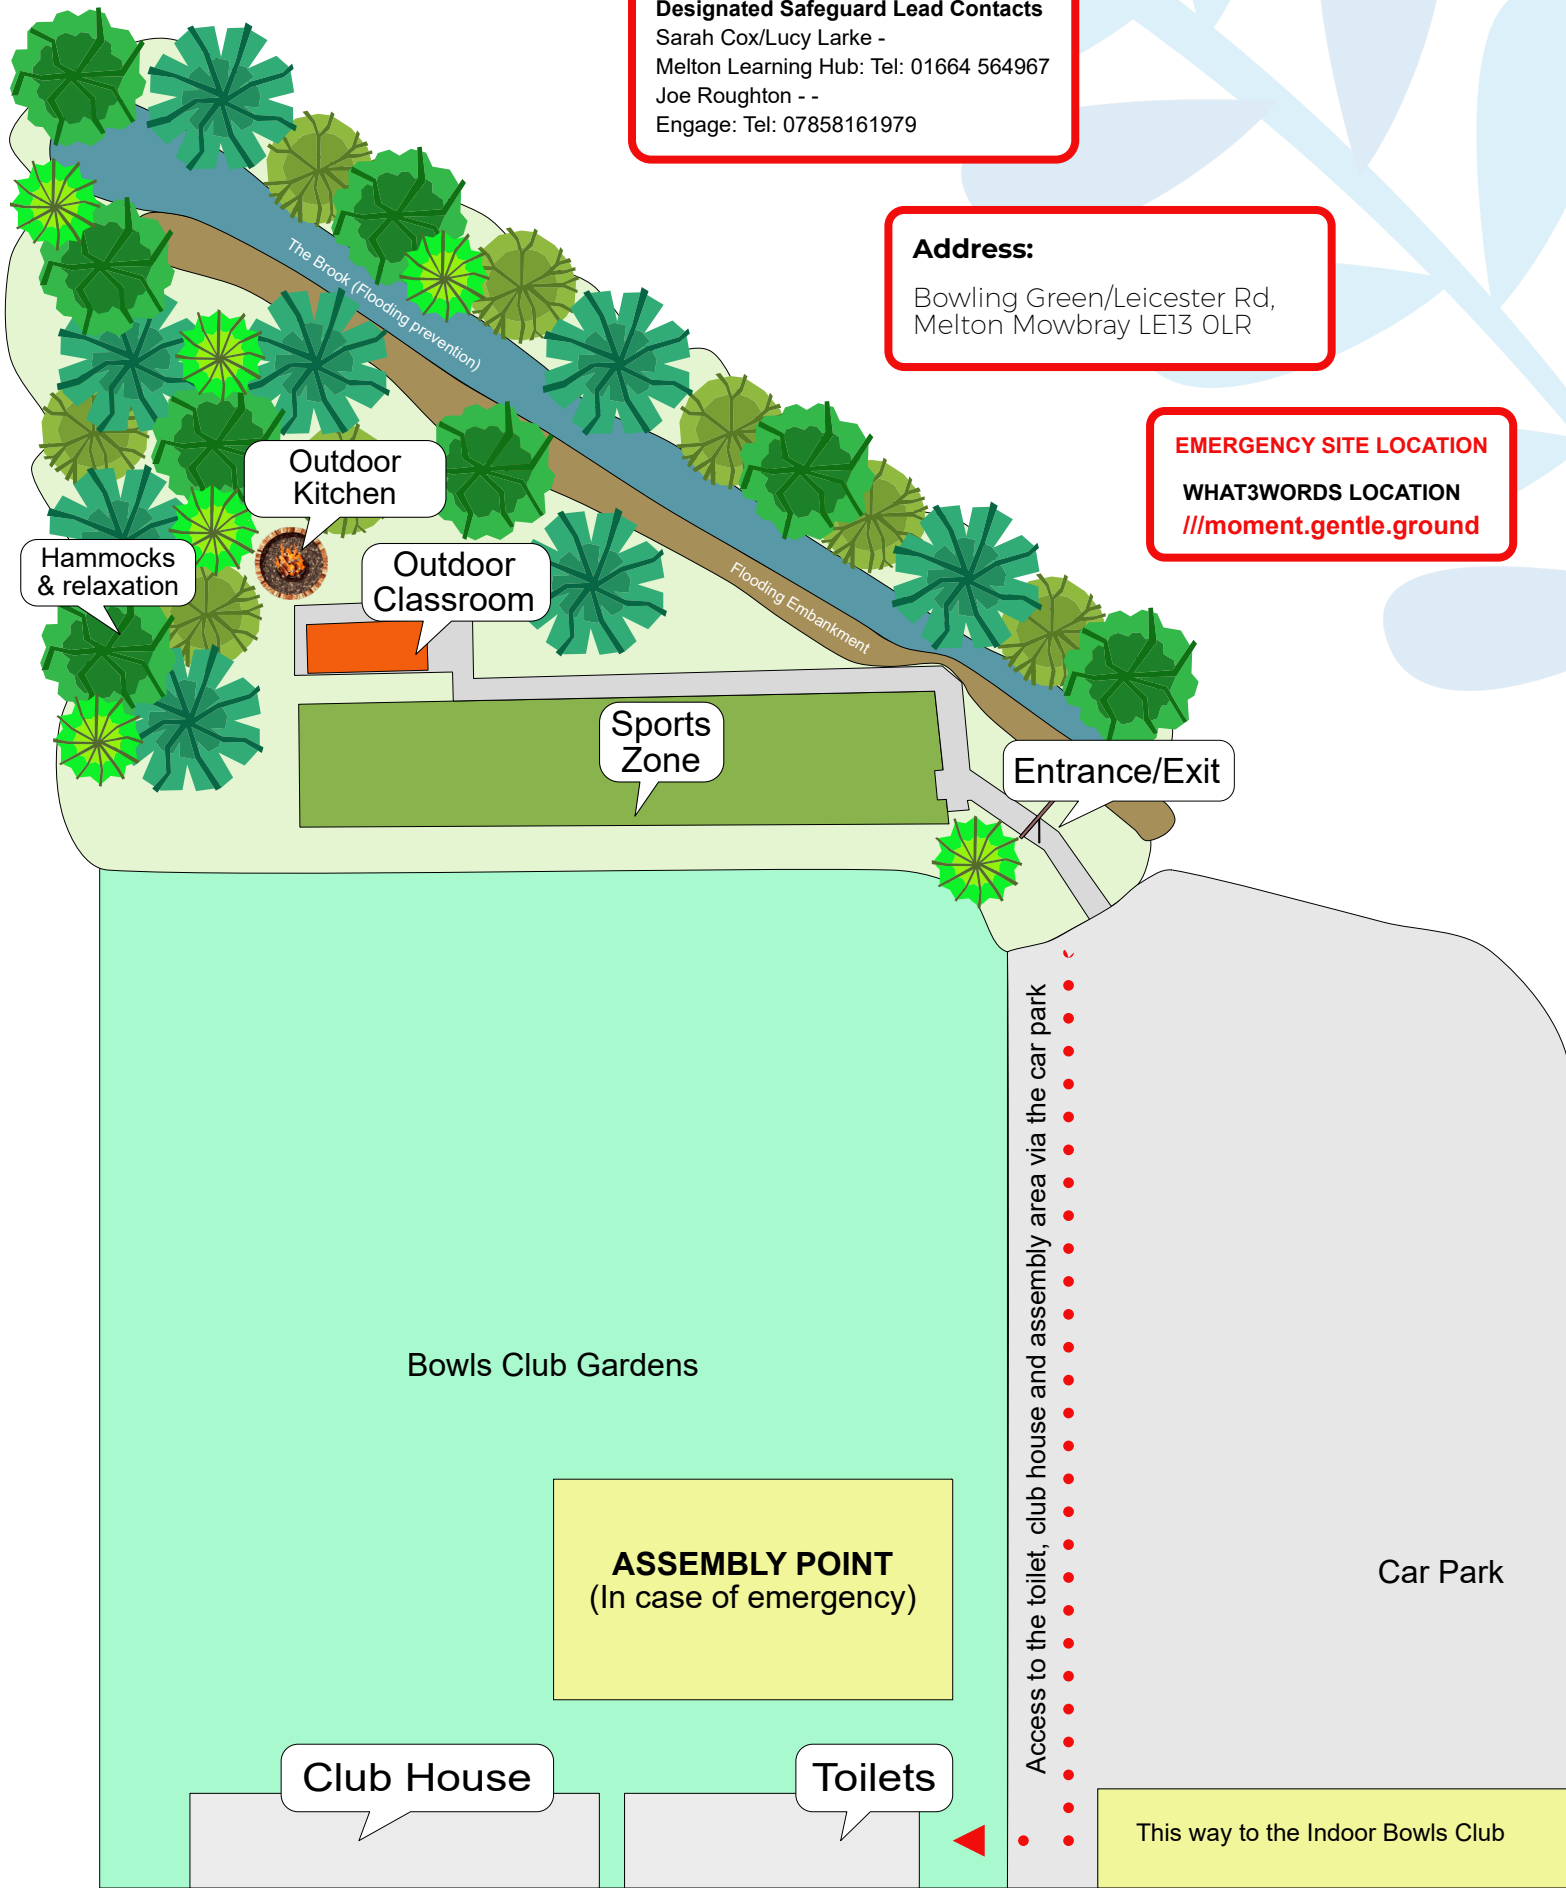 Designated Safeguard Lead Contacts
Sarah Cox/Lucy Larke -
Melton Learning Hub: Tel: 01664 564967
Joe Roughton - -
Engage: Tel: 07858161979
Address:
Bowling Green/Leicester Rd,
Melton Mowbray LE13 0LR
EMERGENCY SITE LOCATION
WHAT3WORDS LOCATION
///moment.gentle.ground
The Brook (Flooding prevention)
Outdoor
Kitchen
Hammocks
& relaxation
Outdoor
Classroom
Flooding Embankment
Sports
Zone
Entrance/Exit
Access to the toilet, club house and assembly area via the car park
Bowls Club Gardens
ASSEMBLY POINT
(In case of emergency)
Car Park
Club House
Toilets
This way to the Indoor Bowls Club